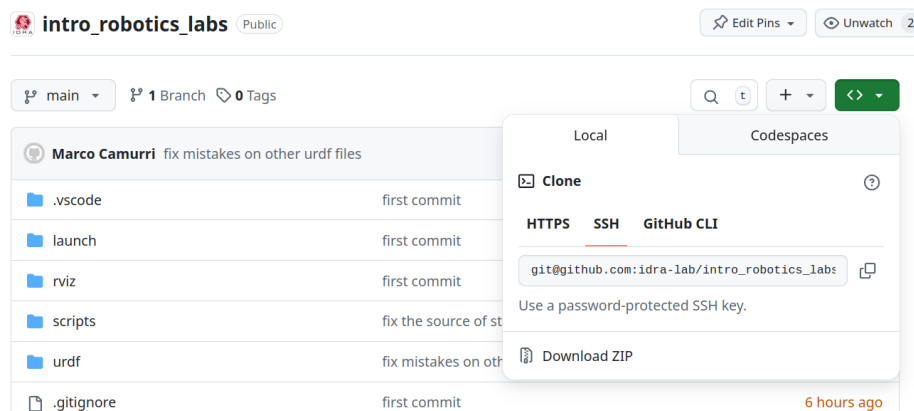 intro_robotics_labs Public Edit Pins Unwatch 2
main 1 Branch 0 Tags t + <>
Local Codespaces
Marco Camurri fix mistakes on other urdf files
Clone
HTTPS SSH GitHub CLI
git@github.com:idra-lab/intro_robotics_labs
Use a password-protected SSH key.
Download ZIP
.vscode first commit
launch first commit
rviz first commit
scripts fix the source of st
urdf fix mistakes on oth
.gitignore first commit 6 hours ago